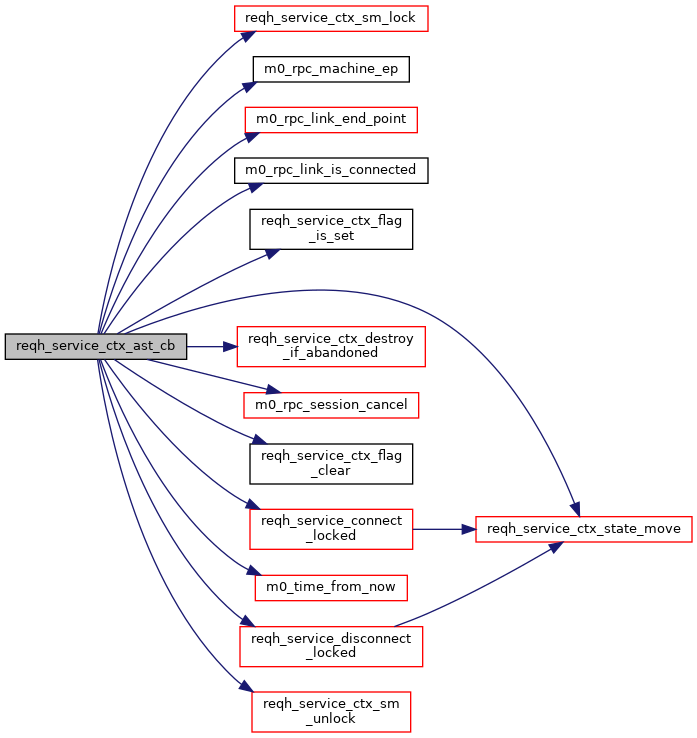 reqh_service_ctx_sm_lock
m0_rpc_machine_ep
m0_rpc_link_end_point
m0_rpc_link_is_connected
reqh_service_ctx_flag
_is_set
reqh_service_ctx_ast_cb
reqh_service_ctx_destroy
_if_abandoned
m0_rpc_session_cancel
reqh_service_ctx_flag
_clear
reqh_service_connect
_locked
reqh_service_ctx_state_move
m0_time_from_now
reqh_service_disconnect
_locked
reqh_service_ctx_sm
_unlock